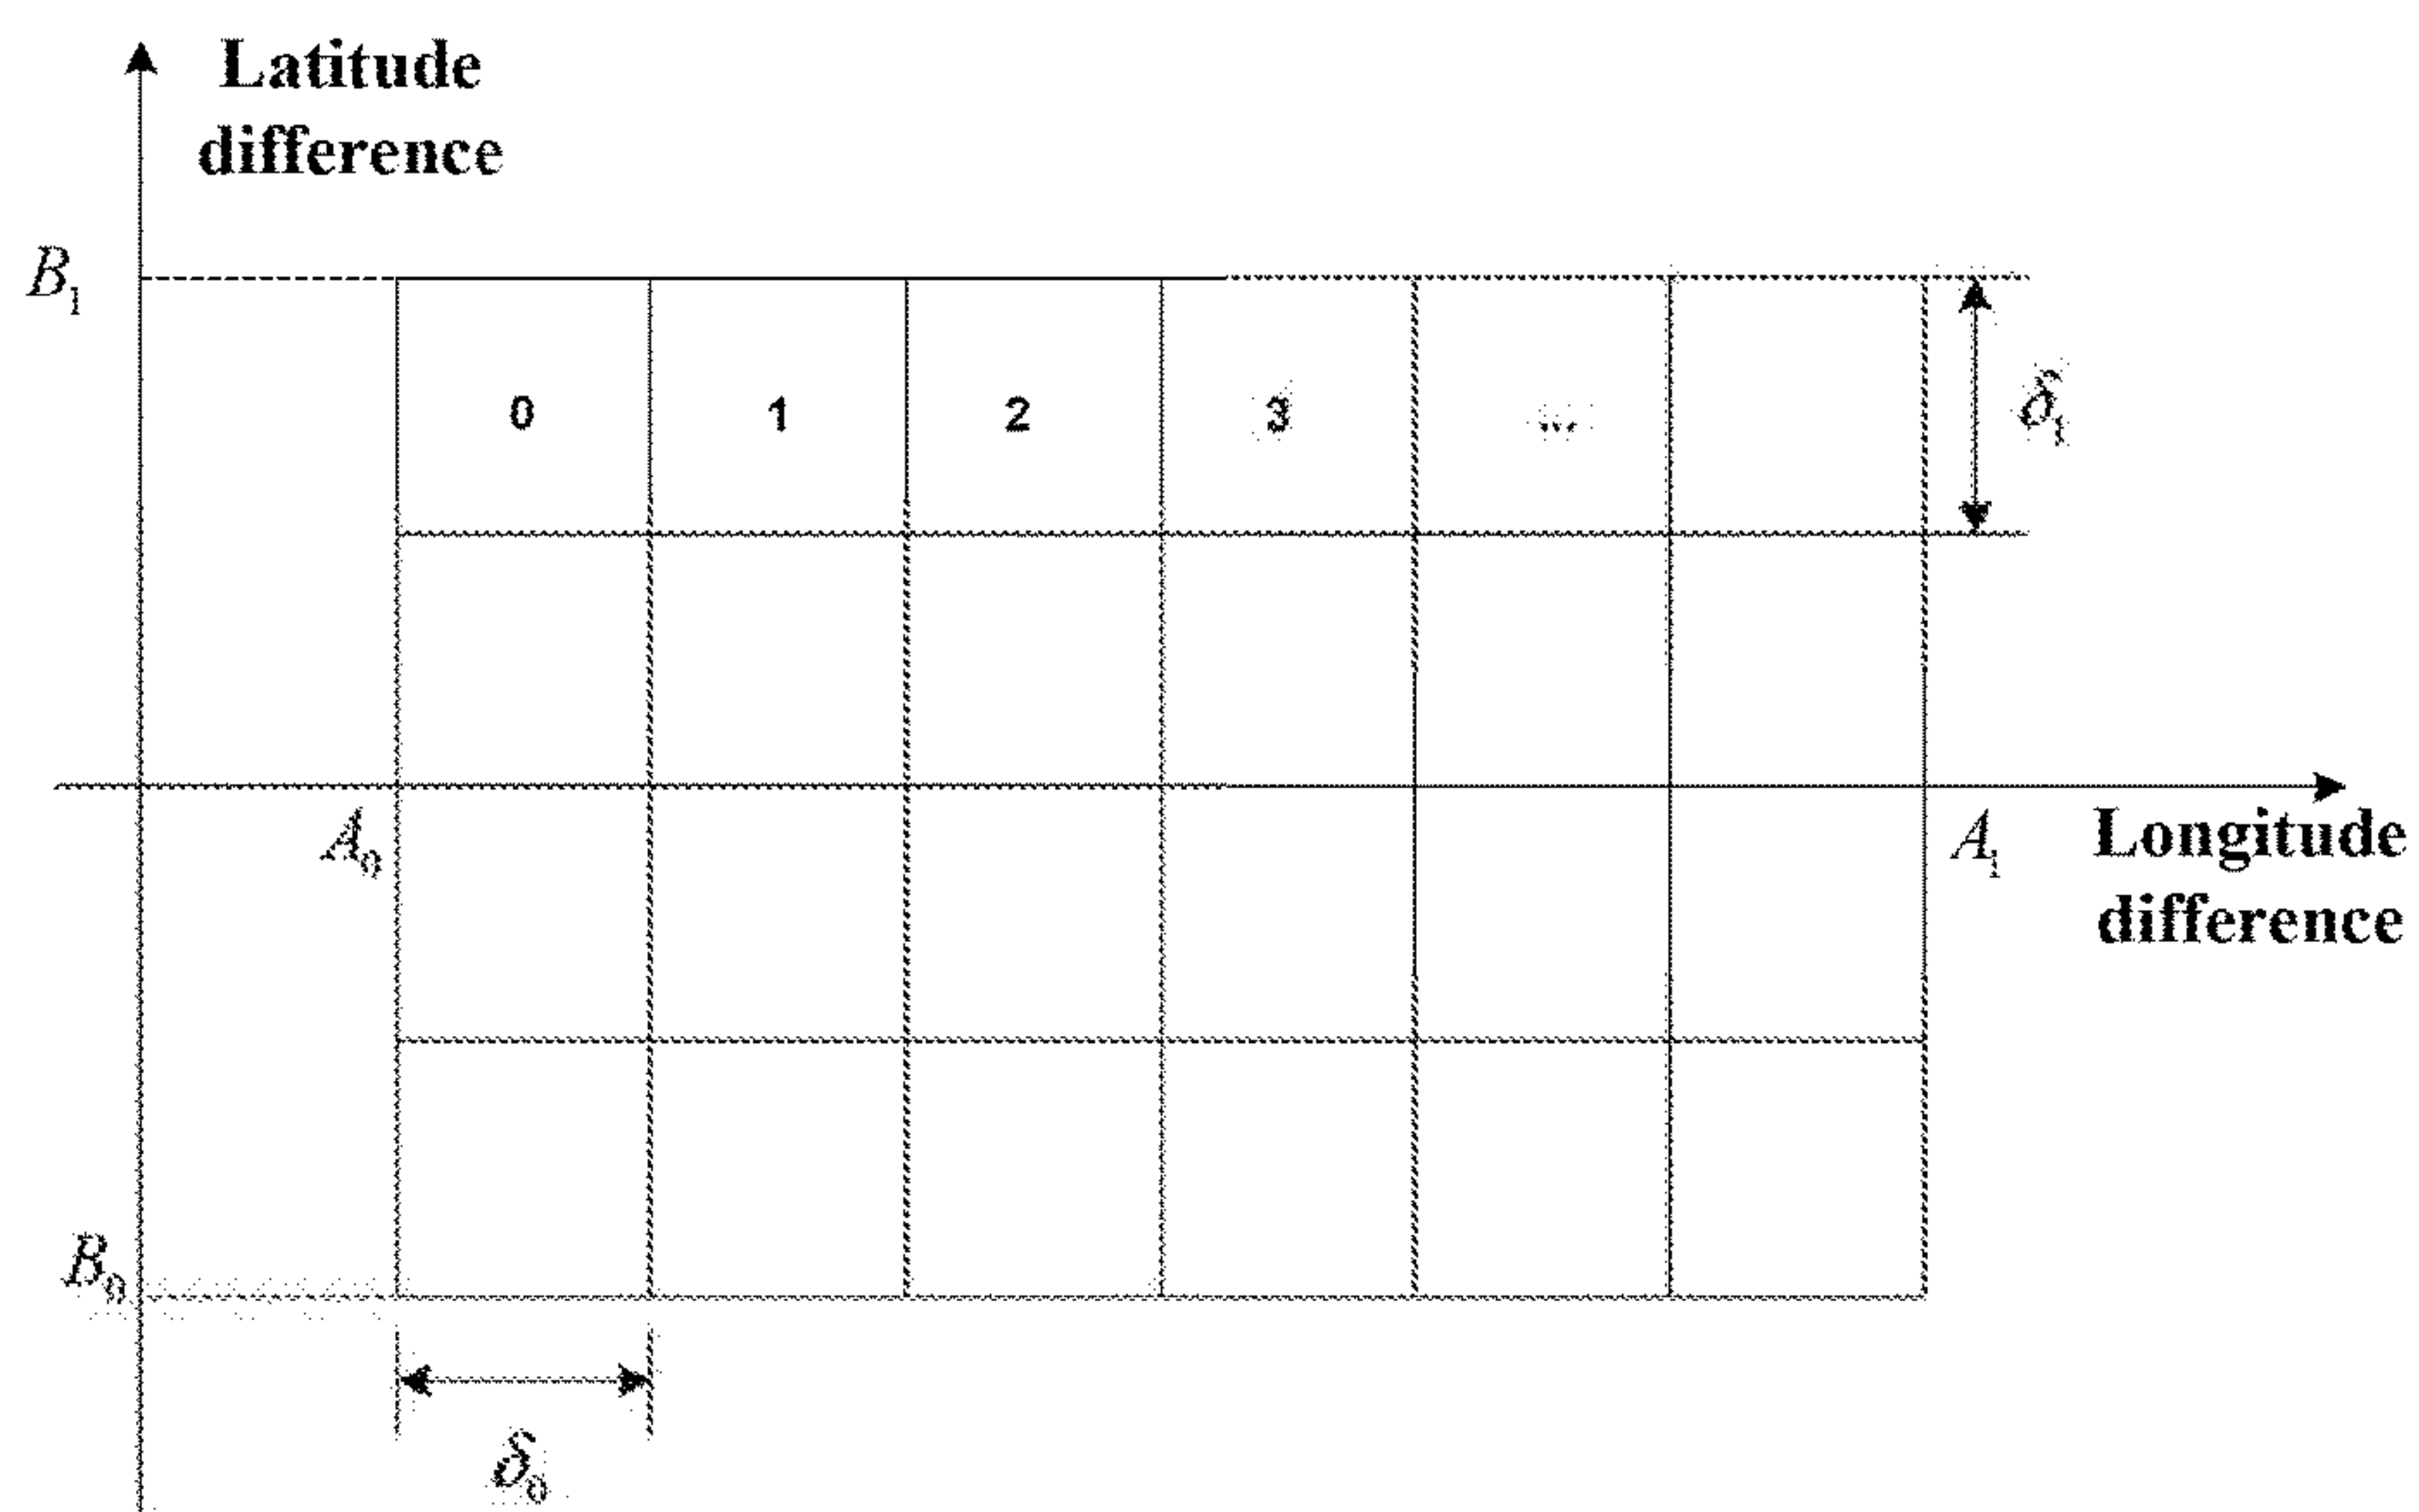 Latitude
difference
B₁
0 1 2 3 ...
δ₁
A₀
A₁
Longitude
difference
B₀
δ₀